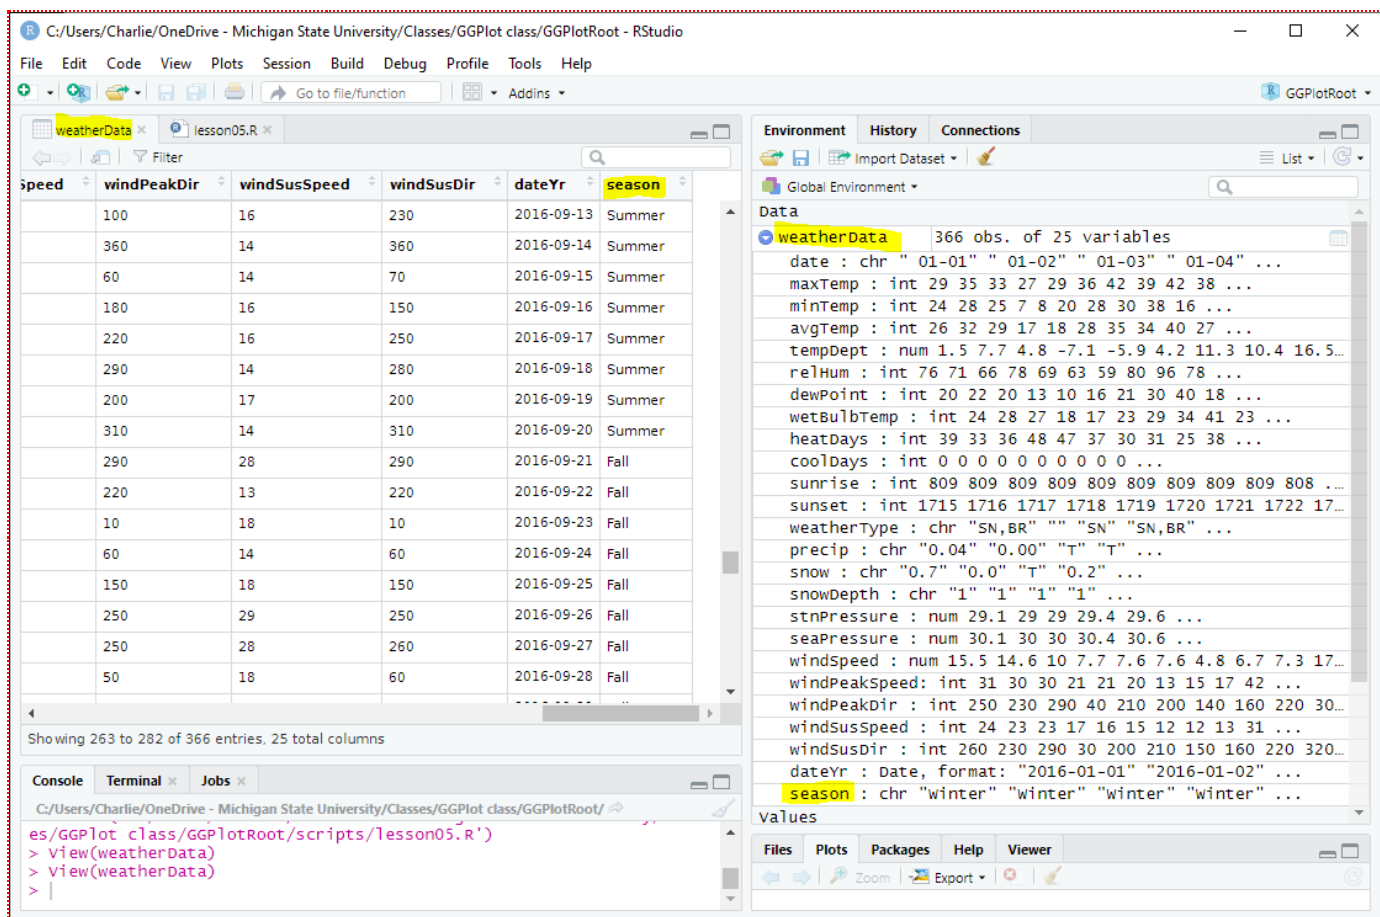 C:/Users/Charlie/OneDrive - Michigan State University/Classes/GGPlot class/GGPlotRoot - RStudio
File Edit Code View Plots Session Build Debug Profile Tools Help
Go to file/function Addins GGPlotRoot
weatherData lesson05.R
Filter
Speed windPeakDir windSusSpeed windSusDir dateYr season
100 16 230 2016-09-13 Summer
360 14 360 2016-09-14 Summer
60 14 70 2016-09-15 Summer
180 16 150 2016-09-16 Summer
220 16 250 2016-09-17 Summer
290 14 280 2016-09-18 Summer
200 17 200 2016-09-19 Summer
310 14 310 2016-09-20 Summer
290 28 290 2016-09-21 Fall
220 13 220 2016-09-22 Fall
10 18 10 2016-09-23 Fall
60 14 60 2016-09-24 Fall
150 18 150 2016-09-25 Fall
250 29 250 2016-09-26 Fall
250 28 260 2016-09-27 Fall
50 18 60 2016-09-28 Fall
Showing 263 to 282 of 366 entries, 25 total columns
Console Terminal Jobs
C:/Users/Charlie/OneDrive - Michigan State University/Classes/GGPlot class/GGPlotRoot/
es/GGPlot class/GGPlotRoot/scripts/lesson05.R')
> View(weatherData)
> View(weatherData)
>
Environment History Connections
Import Dataset List
Global Environment
Data
weatherData 366 obs. of 25 variables
date : chr " 01-01" " 01-02" " 01-03" " 01-04" ...
maxTemp : int 29 35 33 27 29 36 42 39 42 38 ...
minTemp : int 24 28 25 7 8 20 28 30 38 16 ...
avgTemp : int 26 32 29 17 18 28 35 34 40 27 ...
tempDept : num 1.5 7.7 4.8 -7.1 -5.9 4.2 11.3 10.4 16.5…
relHum : int 76 71 66 78 69 63 59 80 96 78 ...
dewPoint : int 20 22 20 13 10 16 21 30 40 18 ...
wetBulbTemp : int 24 28 27 18 17 23 29 34 41 23 ...
heatDays : int 39 33 36 48 47 37 30 31 25 38 ...
coolDays : int 0 0 0 0 0 0 0 0 0 0 ...
sunrise : int 809 809 809 809 809 809 809 809 809 808 .…
sunset : int 1715 1716 1717 1718 1719 1720 1721 1722 17…
weatherType : chr "SN,BR" "" "SN" "SN,BR" ...
precip : chr "0.04" "0.00" "T" "T" ...
snow : chr "0.7" "0.0" "T" "0.2" ...
snowDepth : chr "1" "1" "1" "1" ...
stnPressure : num 29.1 29 29 29.4 29.6 ...
seaPressure : num 30.1 30 30 30.4 30.6 ...
windSpeed : num 15.5 14.6 10 7.7 7.6 7.6 4.8 6.7 7.3 17…
windPeakSpeed: int 31 30 30 21 21 20 13 15 17 42 ...
windPeakDir : int 250 230 290 40 210 200 140 160 220 30…
windSusSpeed : int 24 23 23 17 16 15 12 12 13 31 ...
windSusDir : int 260 230 290 30 200 210 150 160 220 320…
dateYr : Date, format: "2016-01-01" "2016-01-02" ...
season : chr "Winter" "Winter" "Winter" "Winter" ...
Values
Files Plots Packages Help Viewer
Zoom Export